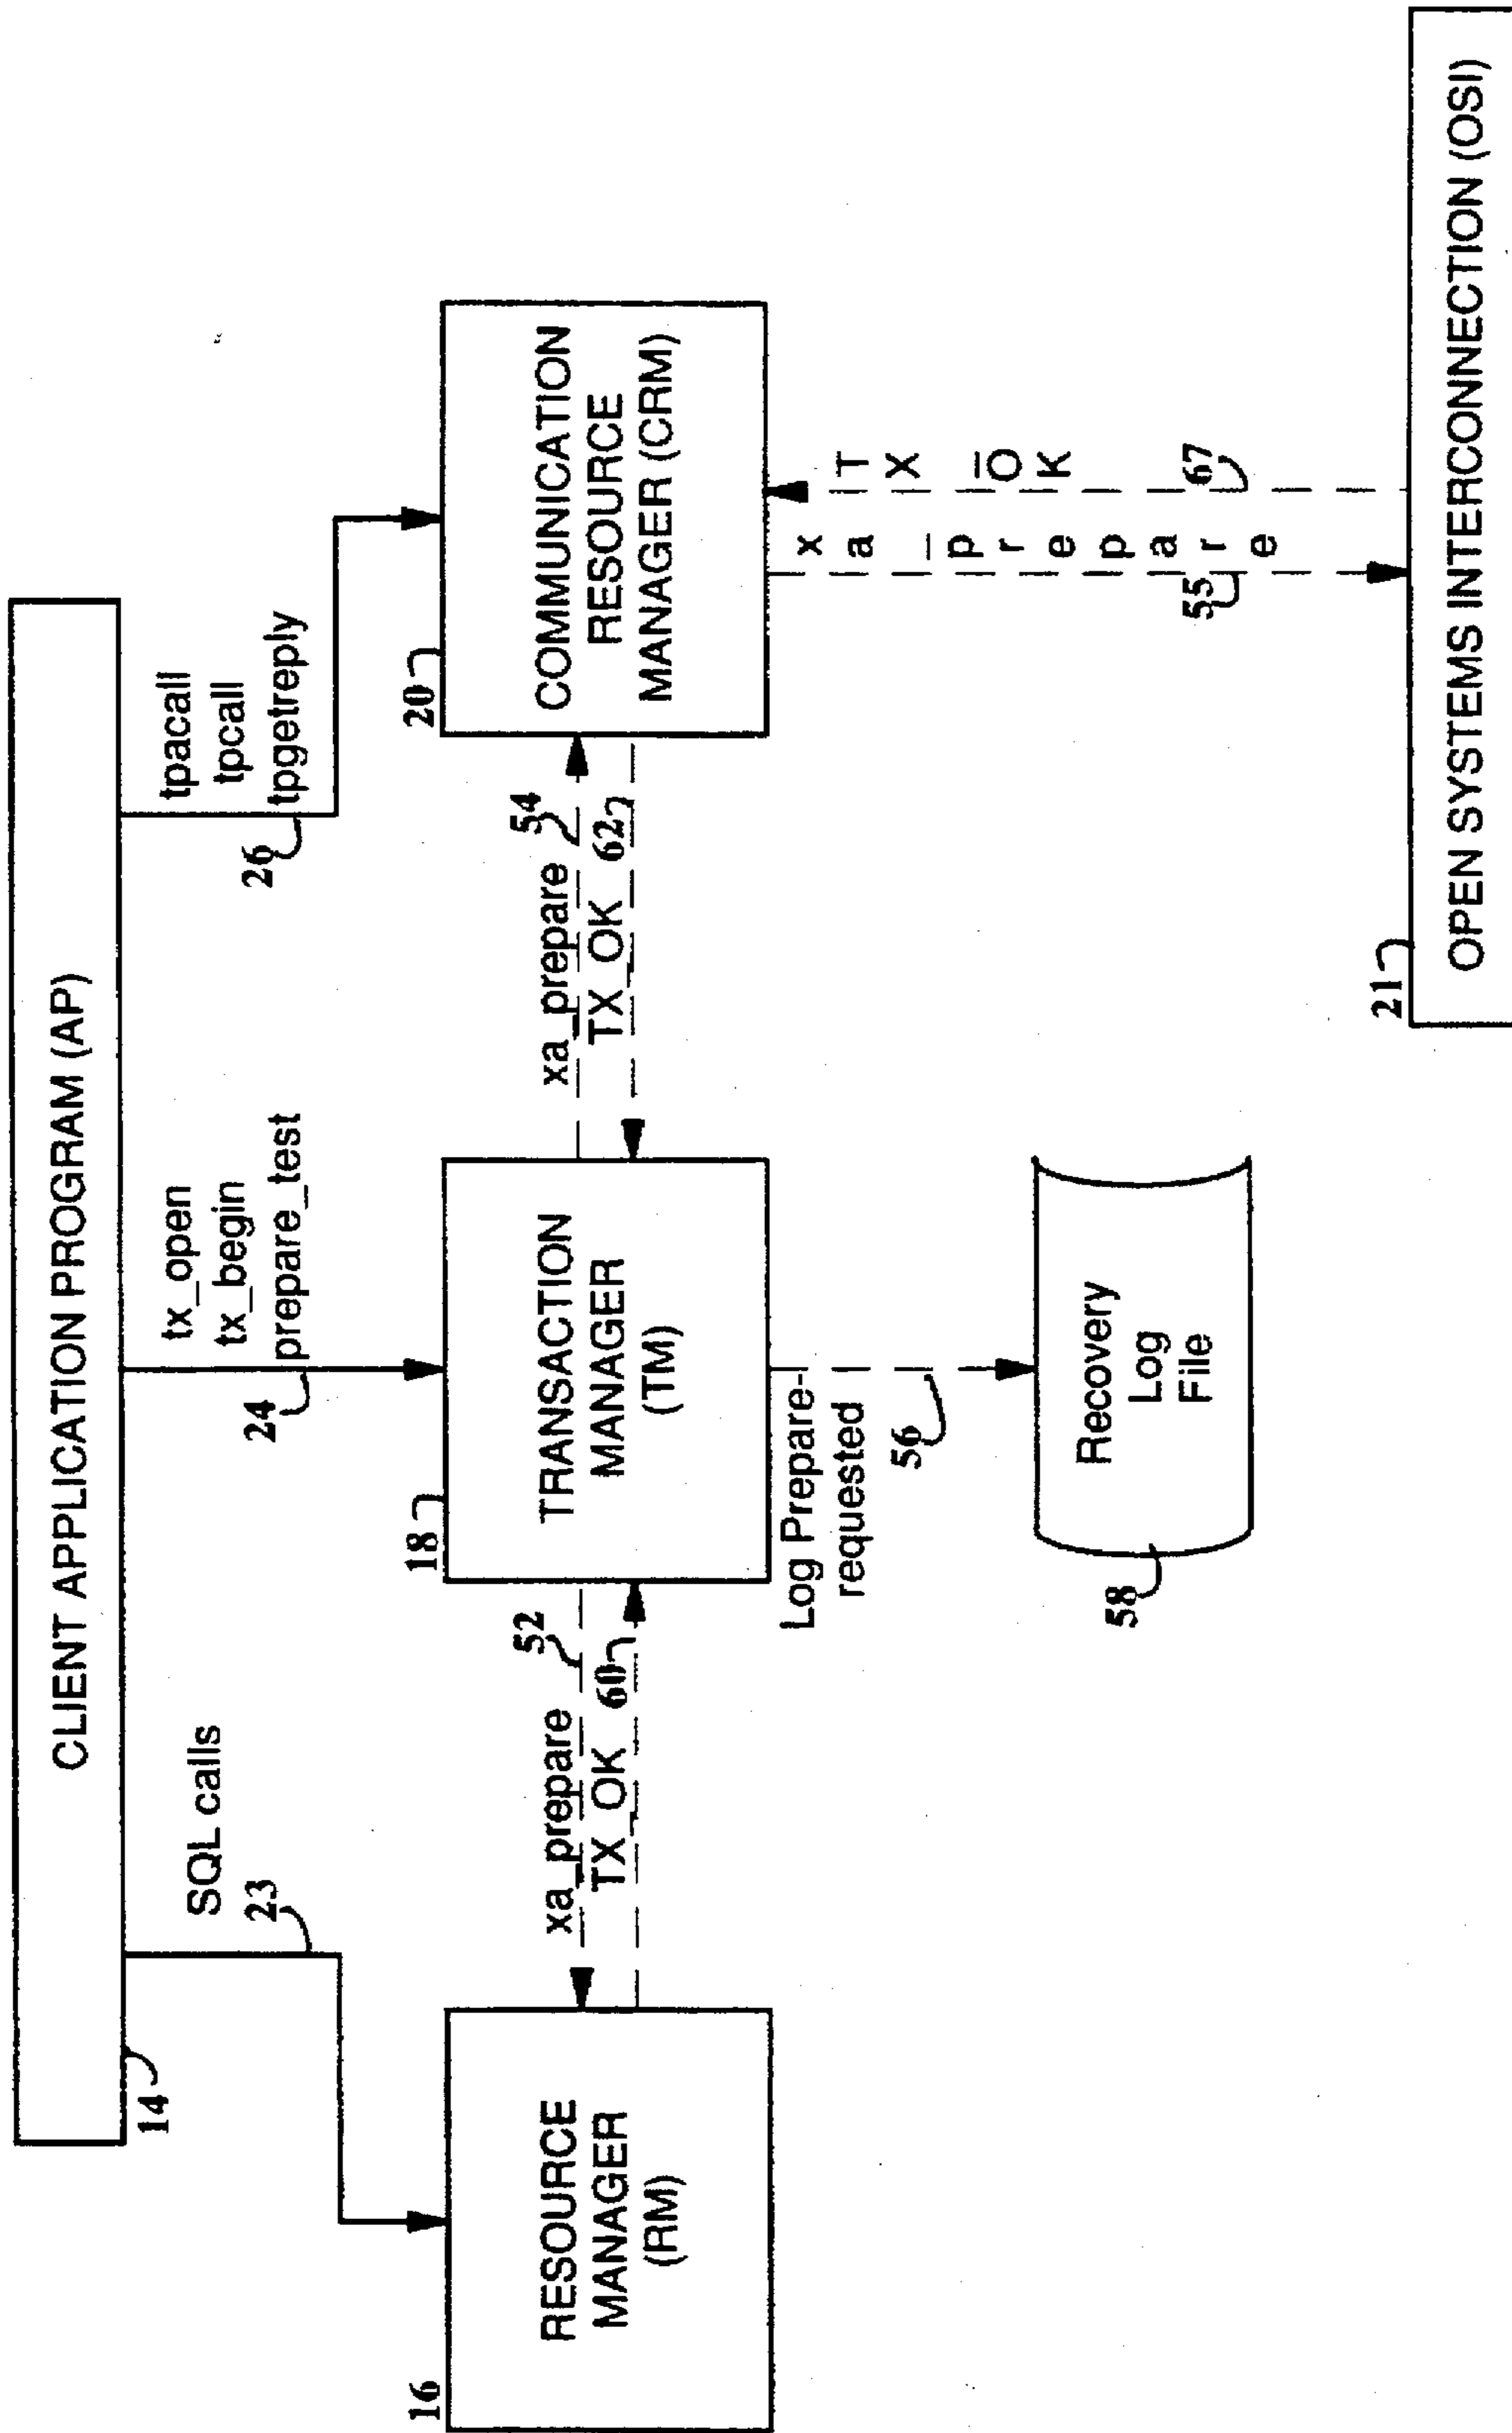 CLIENT APPLICATION PROGRAM (AP)
14
SQL calls
23
tx_open
tx_begin
prepare_test
24
tpacall
tpcall
tpgetreply
26
16
RESOURCE
MANAGER
(RM)
xa_prepare 52
TX_OK 60
18
TRANSACTION
MANAGER
(TM)
xa_prepare 54
TX_OK 62
20
COMMUNICATION
RESOURCE
MANAGER (CRM)
Log Prepare-
requested
56
58
Recovery
Log
File
xa_prepare
55
TX_OK
67
21
OPEN SYSTEMS INTERCONNECTION (OSI)